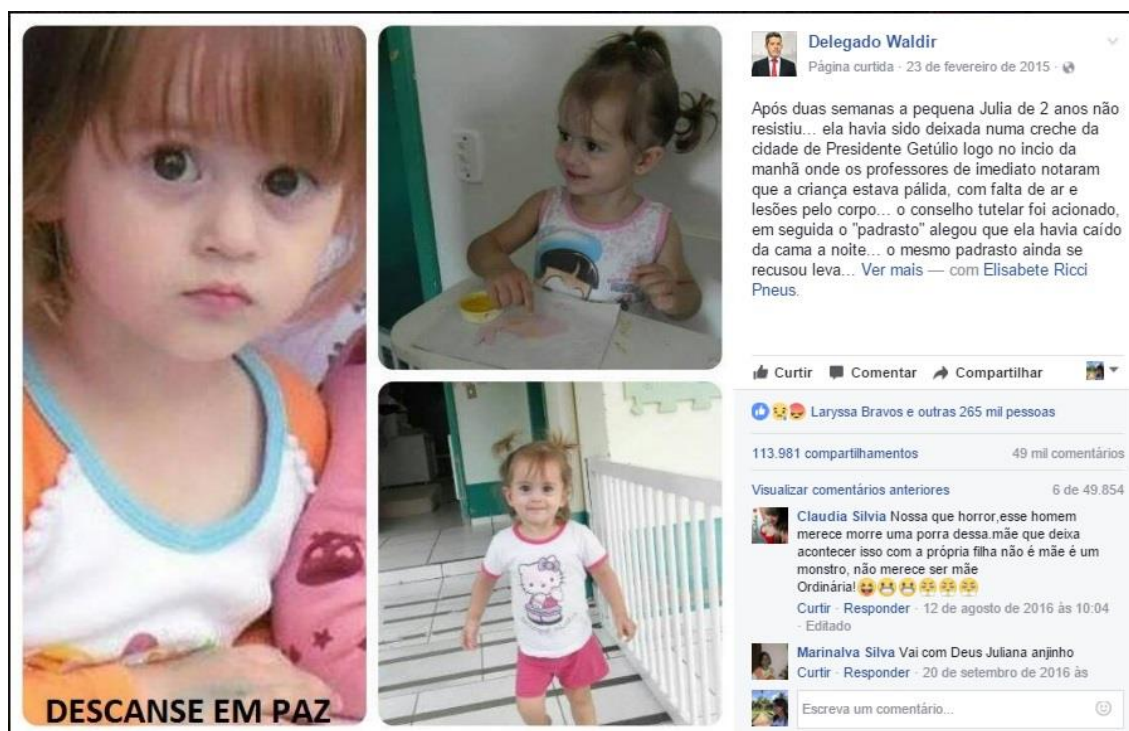 DESCANSE EM PAZ
Delegado Waldir
Página curtida · 23 de fevereiro de 2015 ·
Após duas semanas a pequena Julia de 2 anos não
resistiu... ela havia sido deixada numa creche da
cidade de Presidente Getúlio logo no incio da
manhã onde os professores de imediato notaram
que a criança estava pálida, com falta de ar e
lesões pelo corpo... o conselho tutelar foi acionado,
em seguida o "padrasto" alegou que ela havia caído
da cama a noite... o mesmo padrasto ainda se
recusou leva... Ver mais — com Elisabete Ricci
Pneus.
Curtir Comentar Compartilhar
Laryssa Bravos e outras 265 mil pessoas
113.981 compartilhamentos 49 mil comentários
Visualizar comentários anteriores 6 de 49.854
Claudia Silvia Nossa que horror,esse homem
merece morre uma porra dessa.mãe que deixa
acontecer isso com a própria filha não é mãe é um
monstro, não merece ser mãe
Ordinária!
Curtir · Responder · 12 de agosto de 2016 às 10:04
· Editado
Marinalva Silva Vai com Deus Juliana anjinho
Curtir · Responder · 20 de setembro de 2016 às
Escreva um comentário...